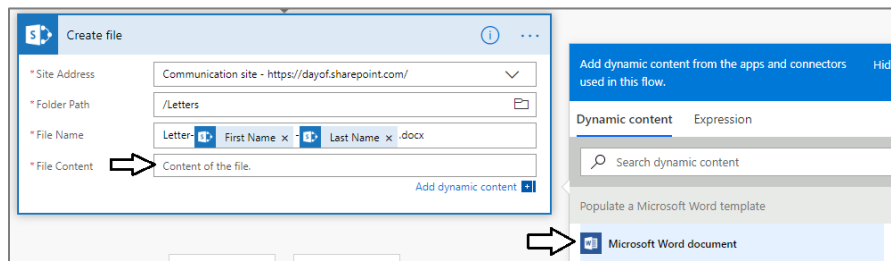 Create file
* Site Address Communication site - https://dayof.sharepoint.com/
* Folder Path /Letters
* File Name Letter- First Name × - Last Name × .docx
* File Content Content of the file.
Add dynamic content
Add dynamic content from the apps and connectors
used in this flow.
Hid
Dynamic content Expression
Search dynamic content
Populate a Microsoft Word template
Microsoft Word document